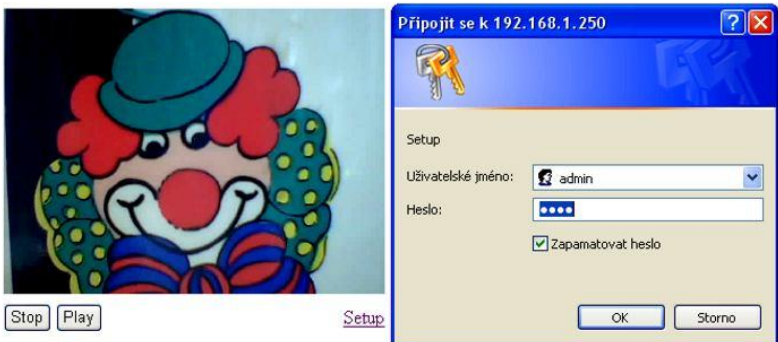 Stop Play Setup
Připojit se k 192.168.1.250
Setup
Uživatelské jméno: admin
Heslo: ••••
Zapamatovat heslo
OK Storno